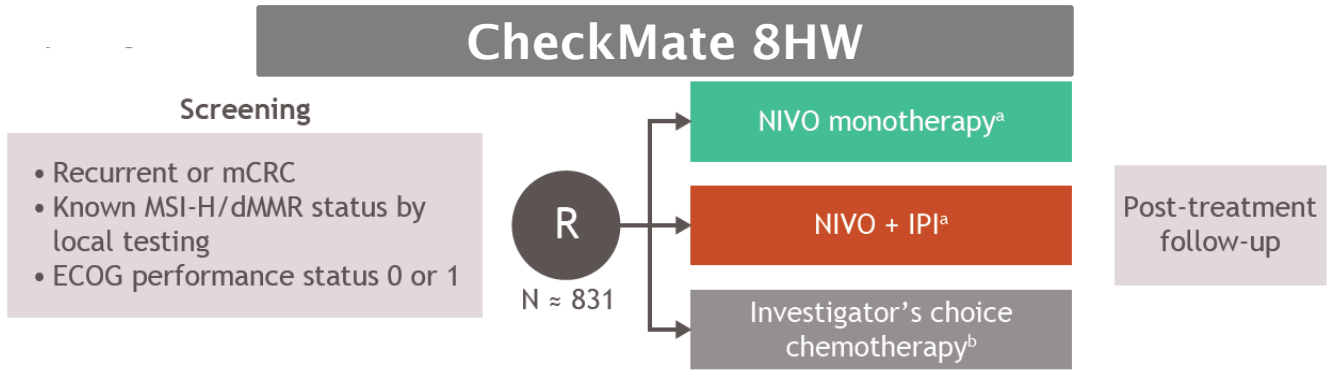 CheckMate 8HW
Screening
• Recurrent or mCRC
• Known MSI-H/dMMR status by
local testing
• ECOG performance status 0 or 1
R
N ≈ 831
NIVO monotherapyᵃ
NIVO + IPIᵃ
Investigator’s choice
chemotherapyᵇ
Post-treatment
follow-up